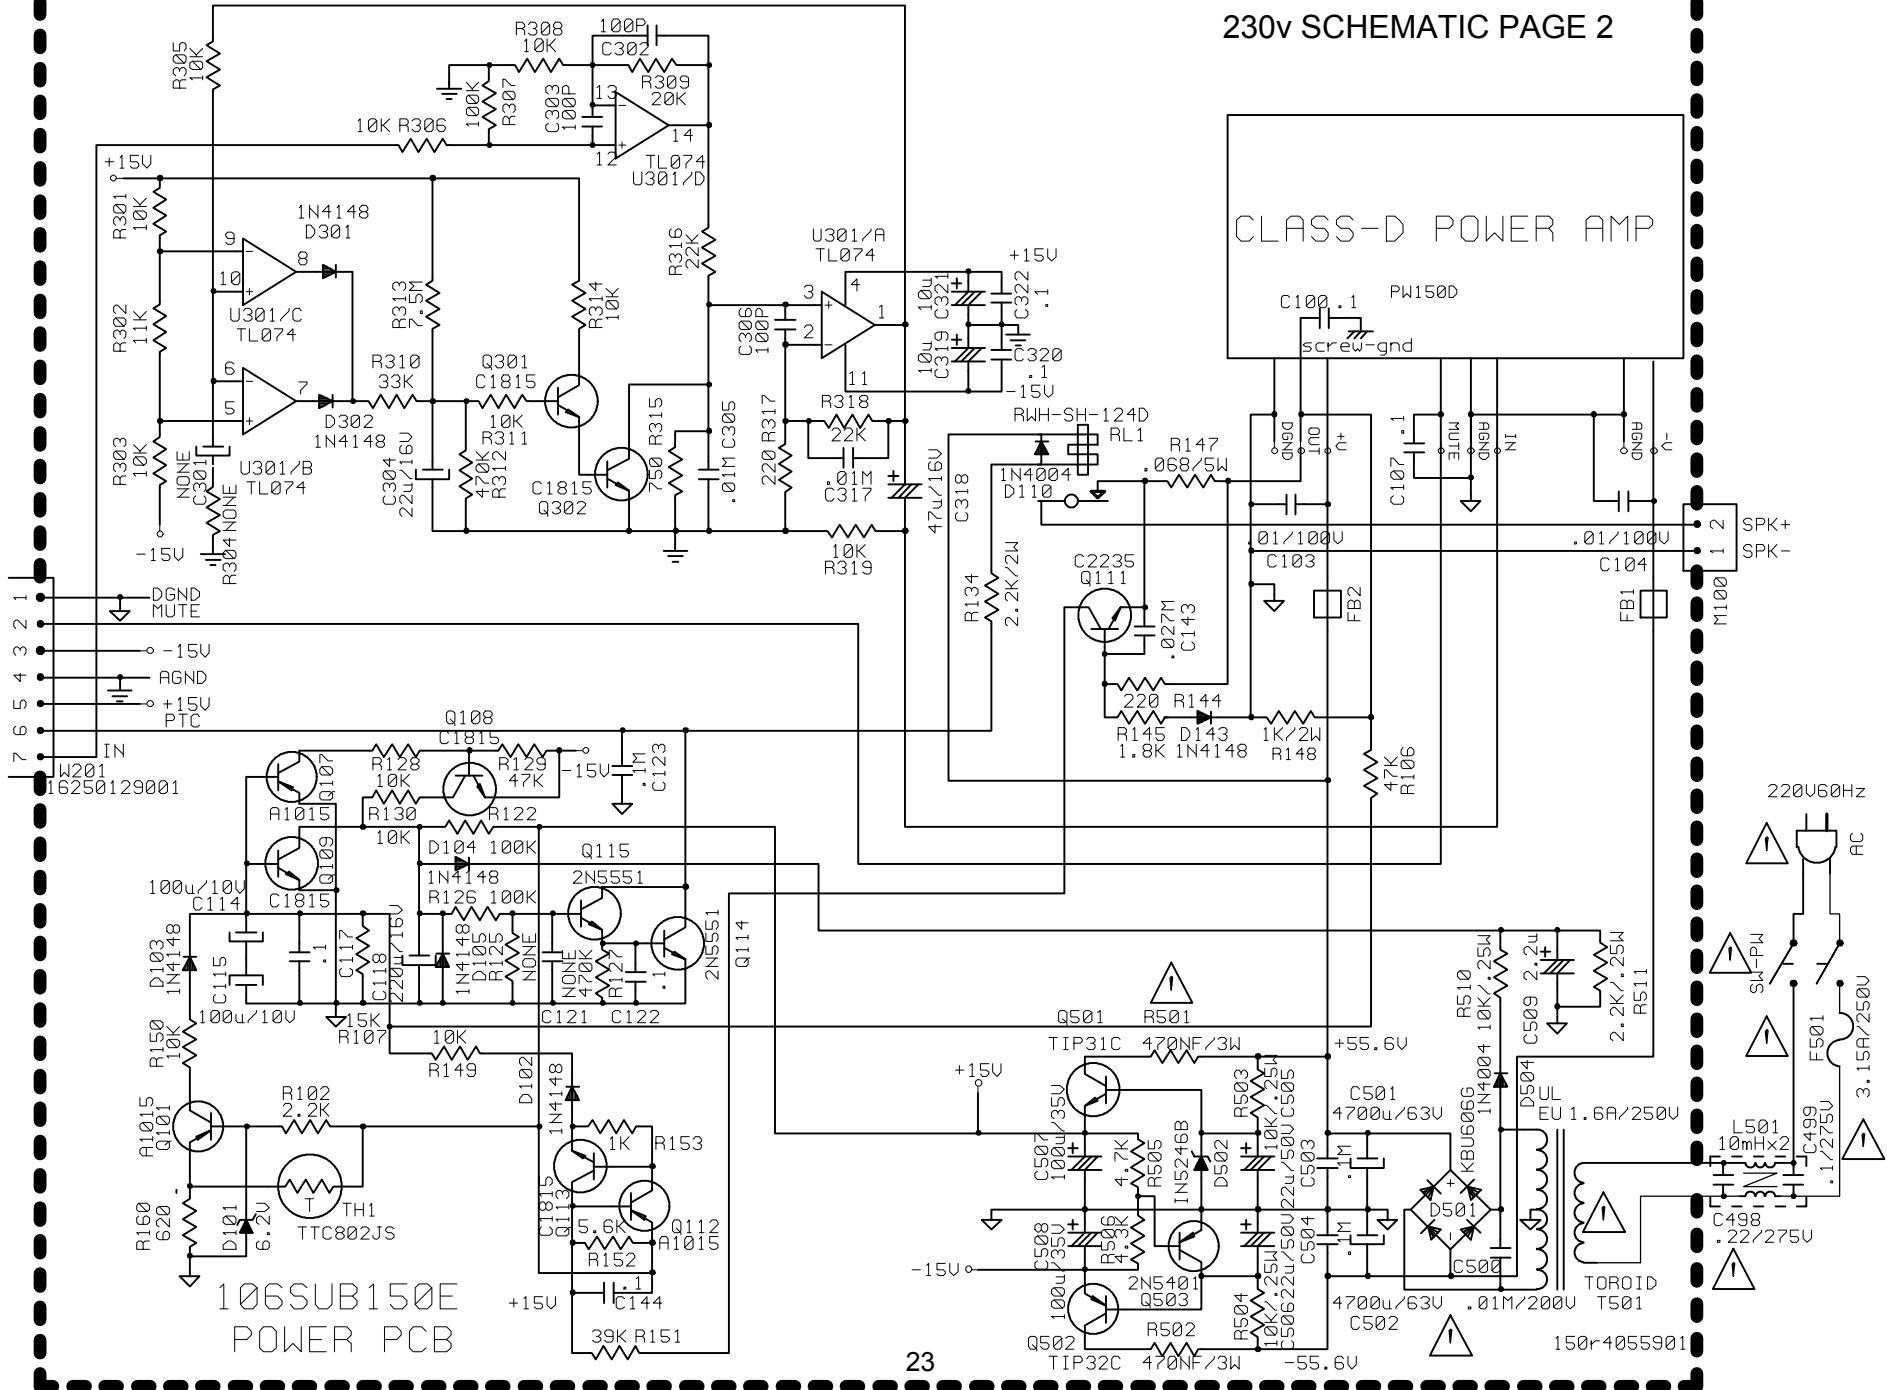 230v SCHEMATIC PAGE 2
R305
10K
R308
10K
100P
C302
R309
20K
100K
R307
C303
100P
13
12
14
TL074
U301/D
10K R306
+15V
R301
10K
1N4148
D301
9
8
10
U301/C
TL074
R302
11K
R313
7.5M
R314
10K
R316
22K
U301/A
TL074
3
2
4
1
11
C306
100P
10u
C321
C322
.1
+15V
10u
C319
C320
.1
-15V
CLASS-D POWER AMP
PW150D
C100 .1
screw-gnd
DGND
OUT
+V
MUTE
AGND
IN
AGND
-V
6
7
5
D302
1N4148
U301/B
TL074
R310
33K
Q301
C1815
10K
R311
R303
10K
NONE
C301
R304 NONE
-15V
C304
22u/16V
470K
R312
C1815
Q302
750 R315
.01M C305
220 R317
R318
22K
.01M
C317
10K
R319
47u/16V
C318
RWH-SH-124D
RL1
1N4004
D110
R147
.068/5W
C107 .1
.01/100V
C103
.01/100V
C104
2 SPK+
1 SPK-
M100
FB2
FB1
R134
2.2K/2W
C2235
Q111
.027M
C143
220 R144
R145
1.8K
D143
1N4148
1K/2W
R148
47K
R106
1 DGND
2 MUTE
3 -15V
4 AGND
5 +15V
6 PTC
7 IN
W201
16250129001
Q107
A1015
R128
10K
Q108
C1815
R129
47K
-15V
.1M
C123
R130
10K
R122
100K
Q109
C1815
D104
1N4148
Q115
2N5551
R126 100K
100u/10V
C114
D103
1N4148
C115
100u/10V
.1
C117
15K
R107
C118
220u/16V
1N4148
D105
R125
NONE
NONE
C121
470K
R127
.1
C122
2N5551
Q114
R150
10K
10K
R149
D102
1N4148
A1015
Q101
R102
2.2K
1K R153
C1815
Q113
Q112
A1015
5.6K
R152
TH1
TTC802JS
T
R160
620
D101
6.2V
.1
C144
+15V
39K R151
106SUB150E
POWER PCB
Q501
TIP31C
R501
470NF/3W
+55.6V
+15V
C507
100u/35V
4.7K
R505
IN5246B
D502
R503
10K/.25W
C505
22u/50V
C503
.1M
C501
4700u/63V
KBU606G
D501
1N4004
D504
R510
10K/.25W
C509 2.2u
2.2K/.25W
R511
UL
EU 1.6A/250V
C508
100u/35V
R506
4.3K
2N5401
Q503
R504
10K/.25W
C506
22u/50V
C504
.1M
4700u/63V
C502
C500
.01M/200V
-15V
Q502
TIP32C
R502
470NF/3W
-55.6V
TOROID
T501
150r4055901
220V60Hz
AC
SW-PW
F501
3.15A/250V
L501
10mHx2
C499
.1/275V
C498
.22/275V
23